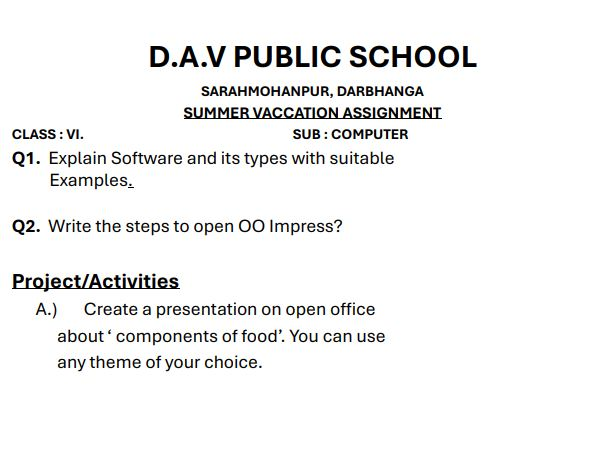 D.A.V PUBLIC SCHOOL
SARAHMOHANPUR, DARBHANGA
SUMMER VACCATION ASSIGNMENT
CLASS : VI. SUB : COMPUTER
Q1. Explain Software and its types with suitable
Examples.
Q2. Write the steps to open OO Impress?
Project/Activities
A.) Create a presentation on open office
about ‘ components of food’. You can use
any theme of your choice.